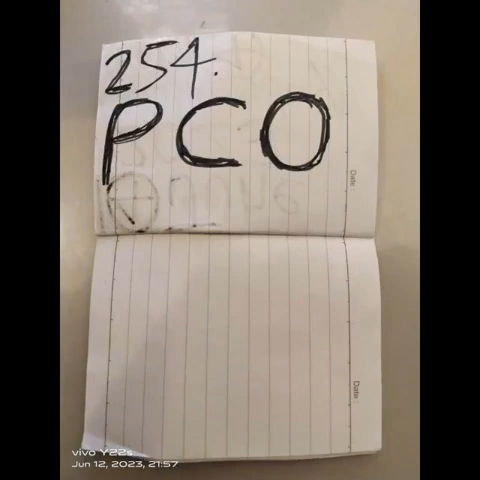 254.
PCO
Date :
Date :
vivo Y22s
Jun 12, 2023, 21:57